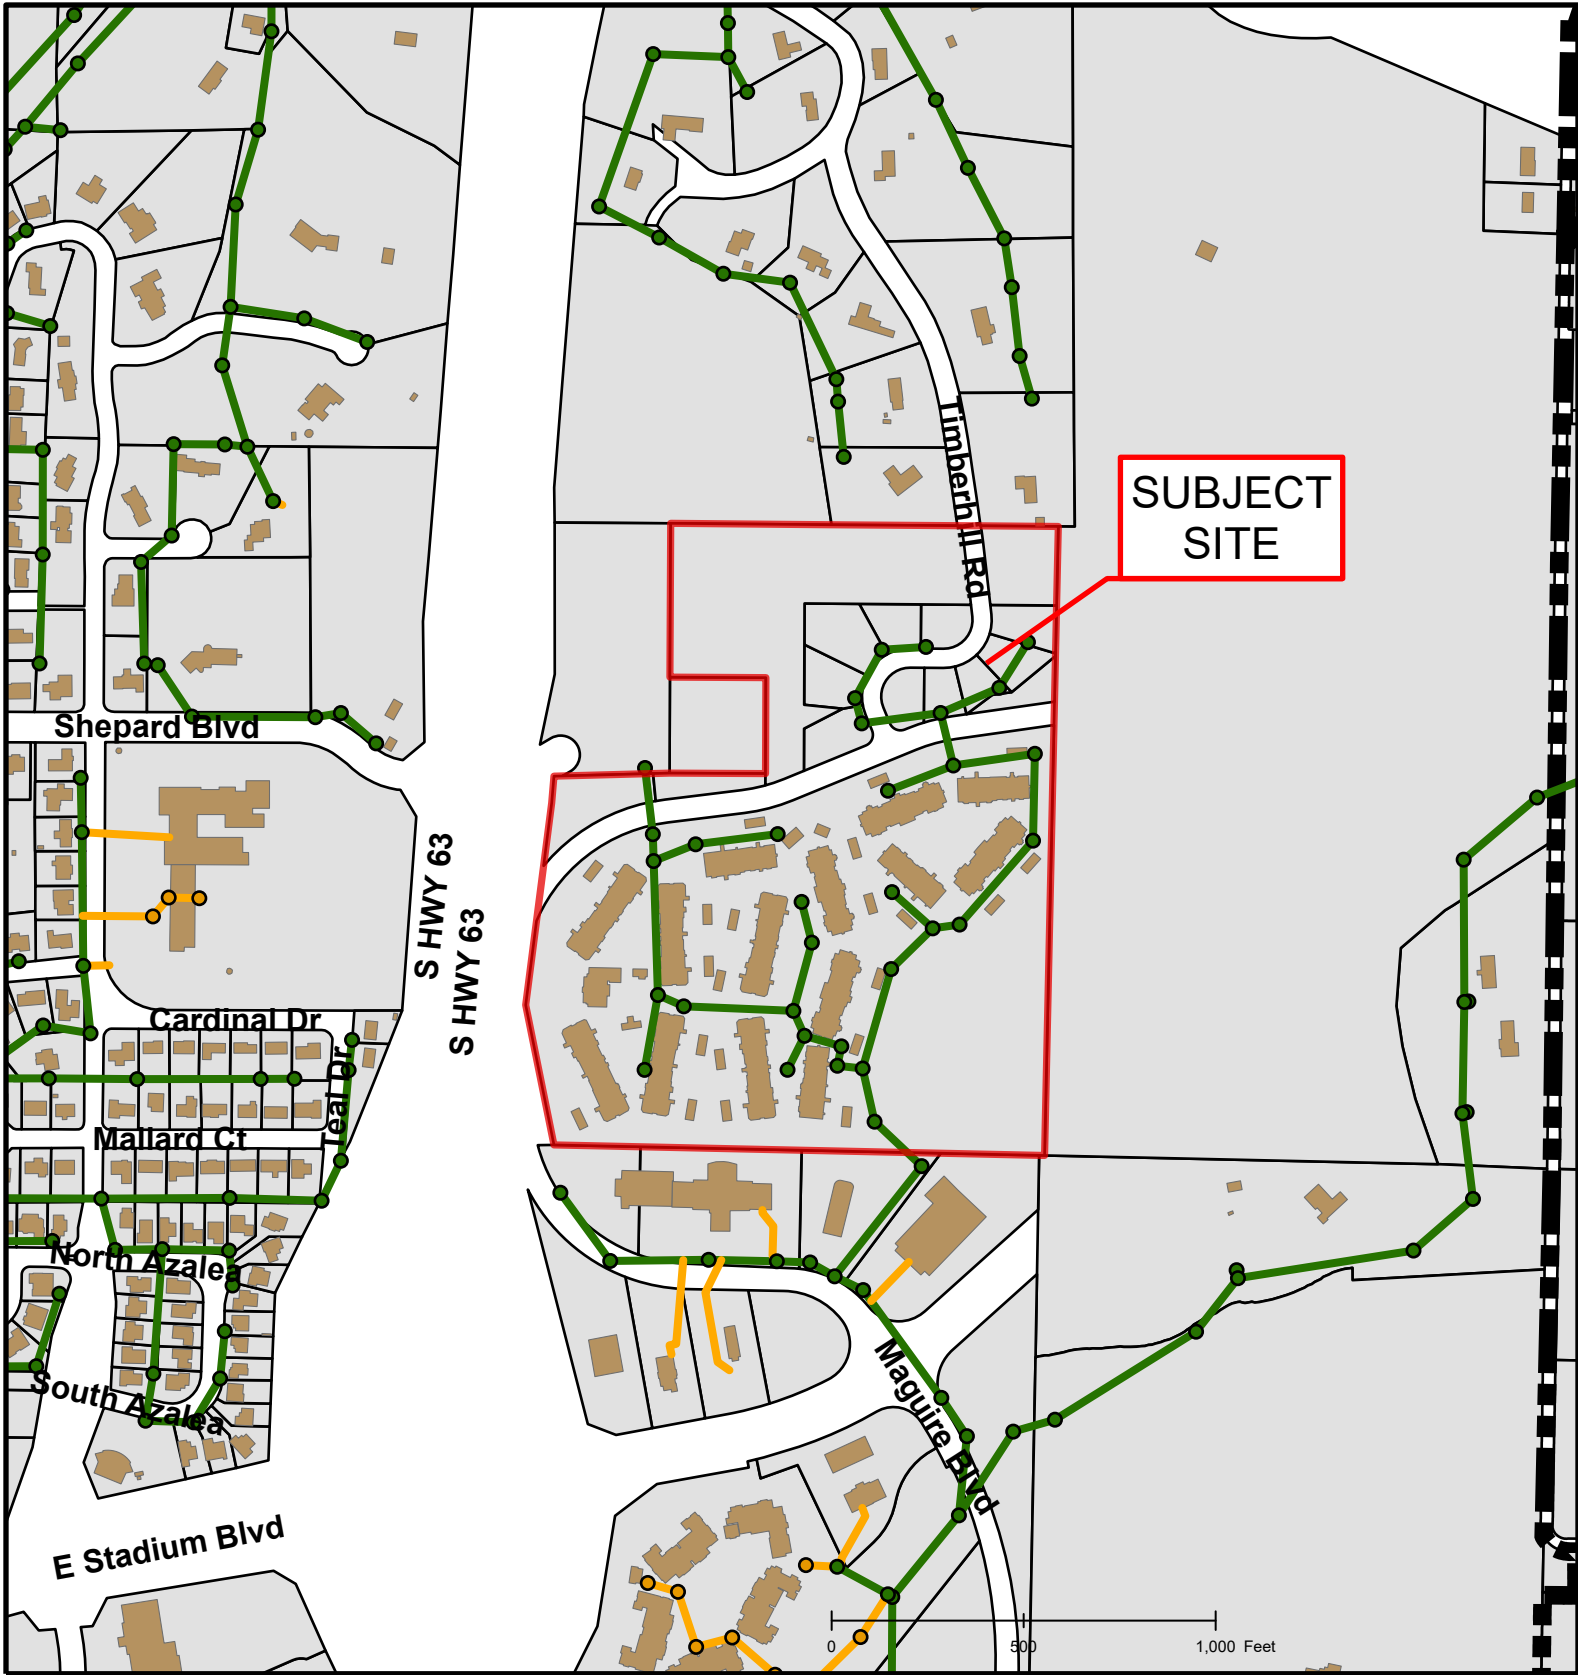 Timberhill Rd
SUBJECT
SITE
Shepard Blvd
S HWY 63
S HWY 63
Cardinal Dr
Teal Dr
Mallard Ct
North Azalea
South Azalea
Maguire Blvd
E Stadium Blvd
0 500 1,000 Feet